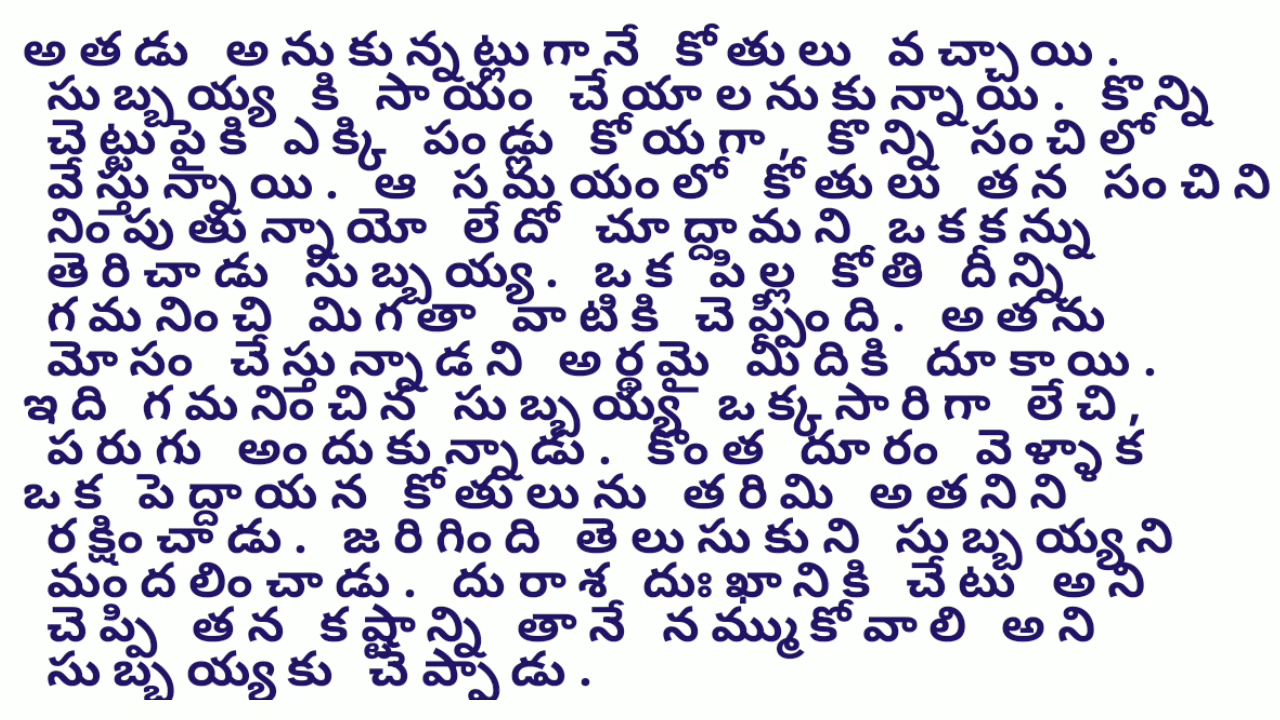 అతడు అనుకున్నట్లుగానే కోతులు వచ్చాయి.
సుబ్బయ్య కి సాయం చేయాలనుకున్నాయి. కొన్ని
చెట్టుపైకి ఎక్కి పండ్లు కోయగా, కొన్ని సంచిలో
వేస్తున్నాయి. ఆ సమయంలో కోతులు తన సంచిని
నింపుతున్నాయో లేదో చూద్దామని ఒకకన్ను
తెరిచాడు సుబ్బయ్య. ఒక పిల్ల కోతి దీన్ని
గమనించి మిగతా వాటికి చెప్పింది. అతను
మోసం చేస్తున్నాడని అర్థమై మీదికి దూకాయి.
ఇది గమనించిన సుబ్బయ్య ఒక్కసారిగా లేచి,
పరుగు అందుకున్నాడు. కొంత దూరం వెళ్ళాక
ఒక పెద్దాయన కోతులును తరిమి అతనిని
రక్షించాడు. జరిగింది తెలుసుకుని సుబ్బయ్యని
మందలించాడు. దురాశ దుఃఖానికి చేటు అని
చెప్పి తన కష్టాన్ని తానే నమ్ముకోవాలి అని
సుబ్బయ్యకు చెప్పాడు.